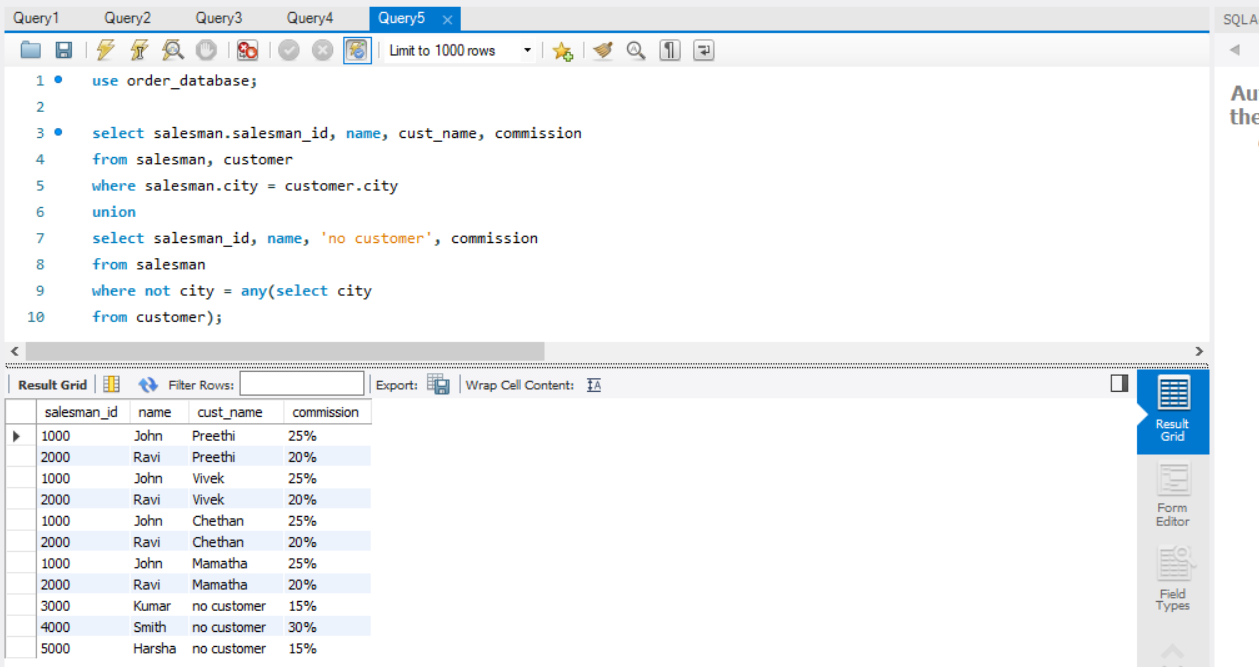 Query1 Query2 Query3 Query4 Query5
SQLA
Limit to 1000 rows
Au
the
1 use order_database;
2
3 select salesman.salesman_id, name, cust_name, commission
4 from salesman, customer
5 where salesman.city = customer.city
6 union
7 select salesman_id, name, 'no customer', commission
8 from salesman
9 where not city = any(select city
10 from customer);
Result Grid Filter Rows: Export: Wrap Cell Content:
salesman_id name cust_name commission
1000 John Preethi 25%
2000 Ravi Preethi 20%
1000 John Vivek 25%
2000 Ravi Vivek 20%
1000 John Chethan 25%
2000 Ravi Chethan 20%
1000 John Mamatha 25%
2000 Ravi Mamatha 20%
3000 Kumar no customer 15%
4000 Smith no customer 30%
5000 Harsha no customer 15%
Result
Grid
Form
Editor
Field
Types